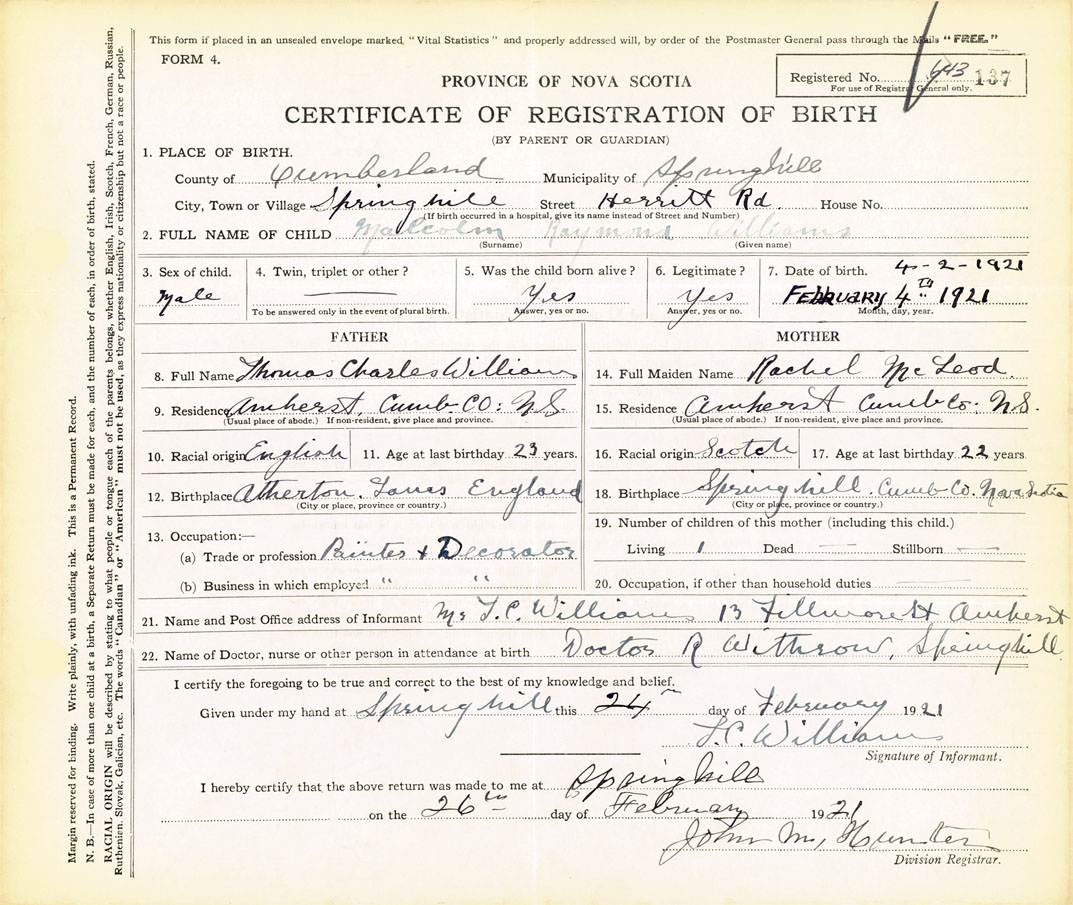 This form if placed in an unsealed envelope marked, "Vital Statistics" and properly addressed will, by order of the Postmaster General pass through the Mails "FREE."
FORM 4.
Registered No. 643 137
For use of Registrar General only.
PROVINCE OF NOVA SCOTIA
CERTIFICATE OF REGISTRATION OF BIRTH
(BY PARENT OR GUARDIAN)
1. PLACE OF BIRTH.
County of Cumberland Municipality of Springhill
City, Town or Village Springhill Street Herritt Rd. House No.
(If birth occurred in a hospital, give its name instead of Street and Number)
2. FULL NAME OF CHILD Malcolm Raymond Williams
(Surname) (Given name)
3. Sex of child. 4. Twin, triplet or other? 5. Was the child born alive? 6. Legitimate? 7. Date of birth. 4-2-1921
Male Yes Yes February 4th 1921
To be answered only in the event of plural birth. Answer, yes or no. Answer, yes or no. Month, day, year.
FATHER
8. Full Name Thomas Charles Williams
9. Residence Amherst, Cumb. Co: N.S.
(Usual place of abode.) If non-resident, give place and province.
10. Racial origin English 11. Age at last birthday 23 years.
12. Birthplace Atherton. Lancs England
(City or place, province or country.)
13. Occupation:—
(a) Trade or profession Painter + Decorator
(b) Business in which employed " "
MOTHER
14. Full Maiden Name Rachel McLeod.
15. Residence Amherst Cumb Co: N.S.
(Usual place of abode.) If non-resident, give place and province.
16. Racial origin Scotch 17. Age at last birthday 22 years
18. Birthplace Springhill. Cumb Co. Nova Scotia
(City or place, province or country.)
19. Number of children of this mother (including this child.)
Living 1 Dead — Stillborn —
20. Occupation, if other than household duties
21. Name and Post Office address of Informant Mr T.C. Williams 13 Fillmore St Amherst
22. Name of Doctor, nurse or other person in attendance at birth Doctor R Withrow, Springhill
I certify the foregoing to be true and correct to the best of my knowledge and belief.
Given under my hand at Springhill this 24th day of February 1921
T.C. Williams
Signature of Informant.
I hereby certify that the above return was made to me at Springhill
on the 26th day of February 1921
John M. Hunter
Division Registrar.
Margin reserved for binding. Write plainly, with unfading ink. This is a Permanent Record.
N. B.—In case of more than one child at a birth, a Separate Return must be made for each, and the number of each, in order of birth, stated.
RACIAL ORIGIN will be described by stating to what people or tongue each of the parents belongs, whether English, Irish, Scotch, French, German, Russian,
Ruthenien, Slovak, Galician, etc. The words "Canadian" or "American" must not be used, as they express nationality or citizenship but not a race or people.